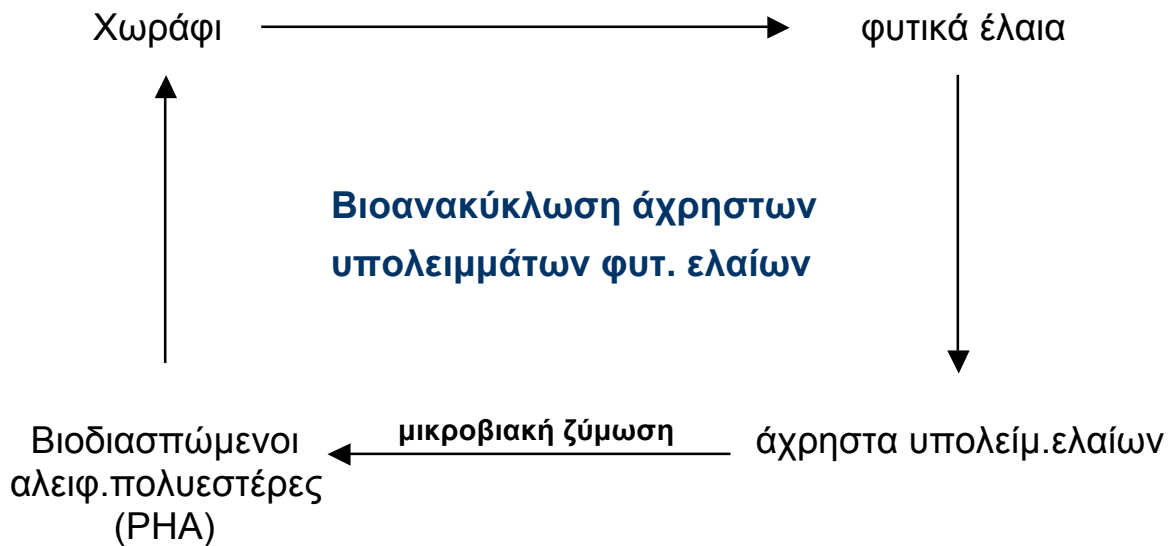 Χωράφι
φυτικά έλαια
Βιοανακύκλωση άχρηστων
υπολειμμάτων φυτ. ελαίων
Βιοδιασπώμενοι
αλειφ.πολυεστέρες
(PHA)
μικροβιακή ζύμωση
άχρηστα υπολείμ.ελαίων